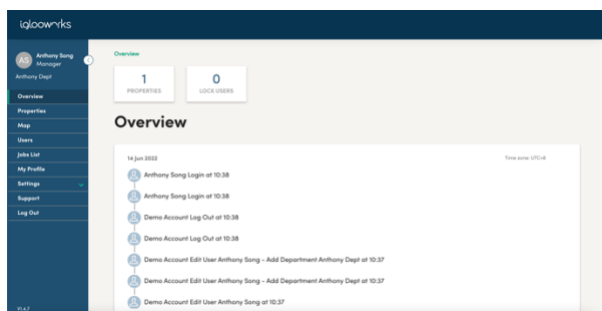 iglooworks
AS
Anthony Song
Manager
Anthony Dept
Overview
Properties
Map
Users
Jobs List
My Profile
Settings
Support
Log Out
V1.4.7
Overview
1
PROPERTIES
0
LOCK USERS
Overview
14 Jun 2022
Time zone: UTC+8
Anthony Song Login at 10:38
Anthony Song Login at 10:38
Demo Account Log Out at 10:38
Demo Account Log Out at 10:38
Demo Account Edit User Anthony Song - Add Department Anthony Dept at 10:37
Demo Account Edit User Anthony Song - Add Department Anthony Dept at 10:37
Demo Account Edit User Anthony Song at 10:37